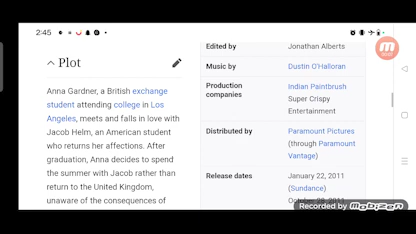 2:45
Plot
Anna Gardner, a British exchange
student attending college in Los
Angeles, meets and falls in love with
Jacob Helm, an American student
who returns her affections. After
graduation, Anna decides to spend
the summer with Jacob rather than
return to the United Kingdom,
unaware of the consequences of
Edited by
Jonathan Alberts
Music by
Dustin O'Halloran
Production
companies
Indian Paintbrush
Super Crispy
Entertainment
Distributed by
Paramount Pictures
(through Paramount
Vantage)
Release dates
January 22, 2011
(Sundance)
October 28, 2011
Recorded by Mobizen